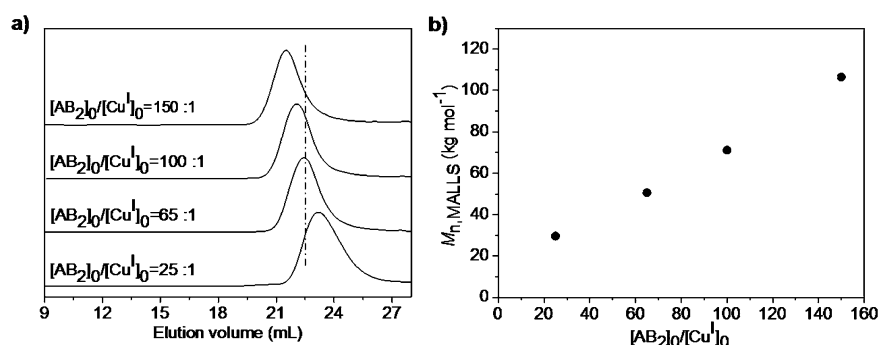 a)
[AB2]0/[CuI]0=150 :1
[AB2]0/[CuI]0=100 :1
[AB2]0/[CuI]0=65 :1
[AB2]0/[CuI]0=25 :1
9 12 15 18 21 24 27
Elution volume (mL)
b)
Mn,MALLS (kg mol-1)
120
100
80
60
40
20
0
0 20 40 60 80 100 120 140 160
[AB2]0/[CuI]0